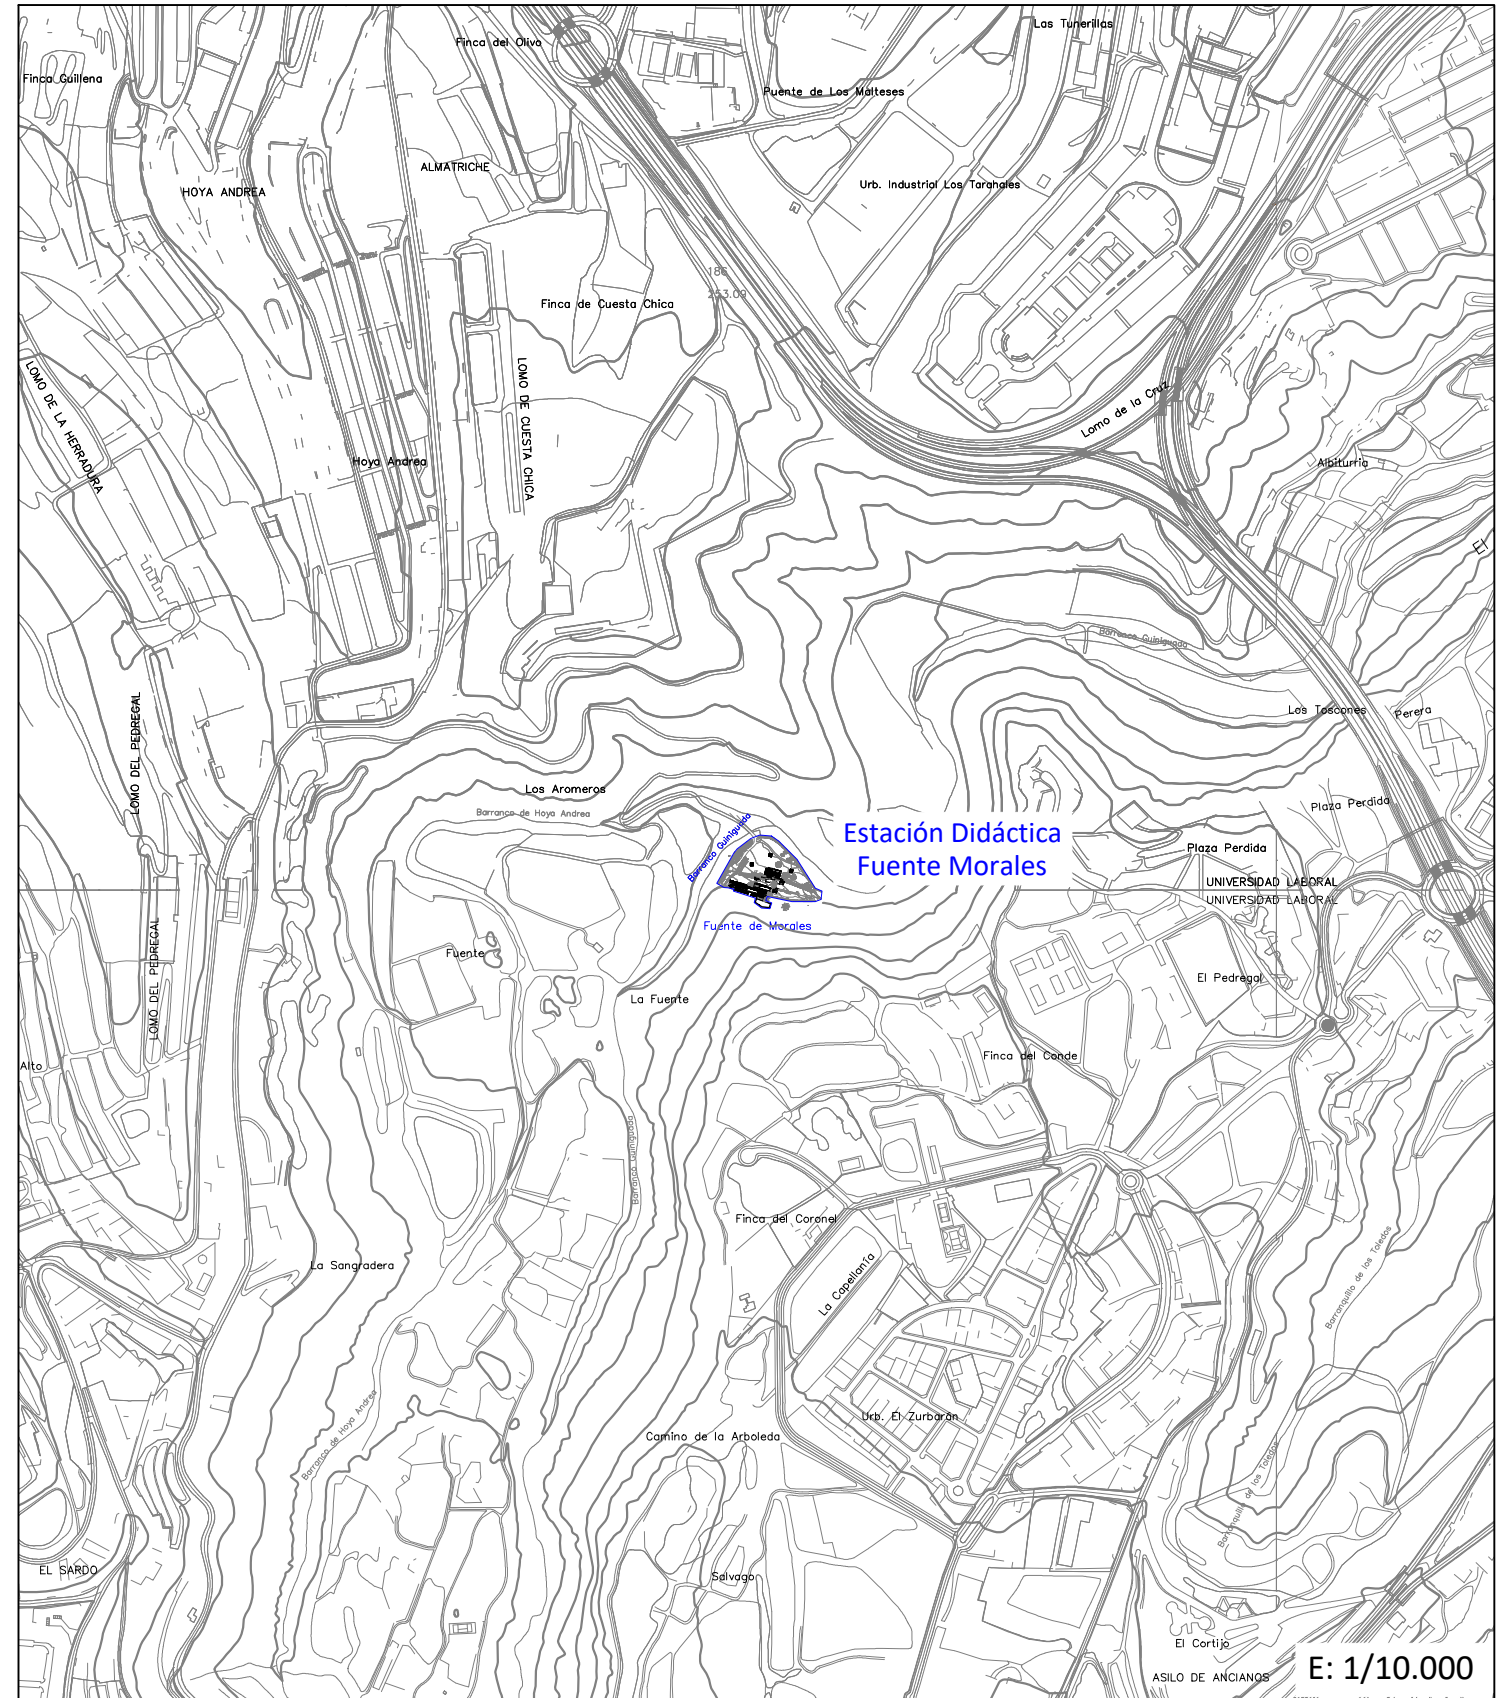 Las Tunerillas
Finca del Olivo
Finca Guillena
Puente de Los Malteses
ALMATRICHE
HOYA ANDREA
Urb. Industrial Los Tarahales
186
253.09
Finca de Cuesta Chica
LOMO DE LA HERRADURA
LOMO DE CUESTA CHICA
Lomo de la Cruz
Hoya Andrea
Albiturria
Barranco Guiniguada
LOMO DEL PEDREGAL
Los Toscones
Perera
Los Aromeros
Plaza Perdida
Barranco de Hoya Andrea
Barranco Guiniguada
Estación Didáctica
Fuente Morales
Plaza Perdida
UNIVERSIDAD LABORAL
UNIVERSIDAD LABORAL
Fuente de Morales
LOMO DEL PEDREGAL
Fuente
El Pedregal
La Fuente
Finca del Conde
Alto
Barranco Guiniguada
Finca del Coronel
La Sangradera
La Capellanía
Barranquillo de los Toledos
Urb. El Zurbarán
Barranco de Hoya Andrea
Camino de la Arboleda
Barranquillo de los Toledos
EL SARDO
Salvago
El Cortijo
ASILO DE ANCIANOS
E: 1/10.000